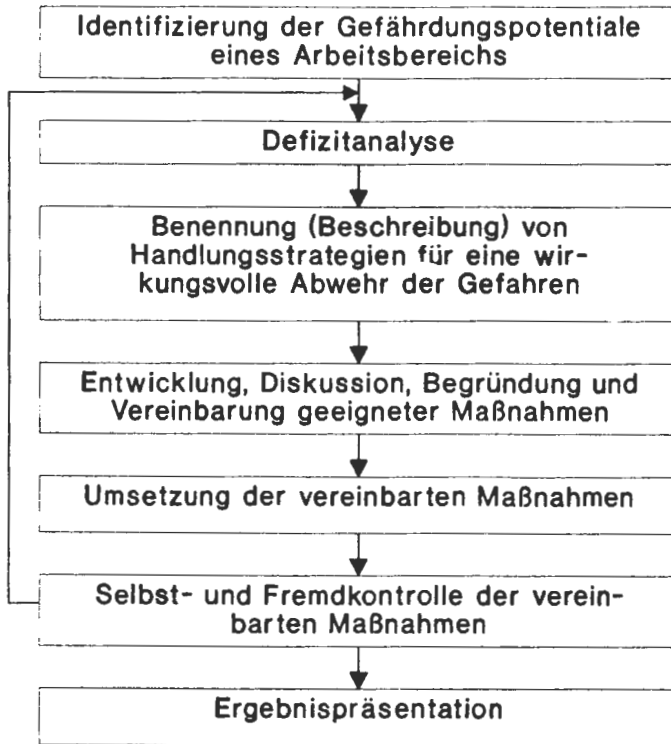 Identifizierung der Gefährdungspotentiale
eines Arbeitsbereichs
Defizitanalyse
Benennung (Beschreibung) von
Handlungsstrategien für eine wir-
kungsvolle Abwehr der Gefahren
Entwicklung, Diskussion, Begründung und
Vereinbarung geeigneter Maßnahmen
Umsetzung der vereinbarten Maßnahmen
Selbst- und Fremdkontrolle der verein-
barten Maßnahmen
Ergebnispräsentation